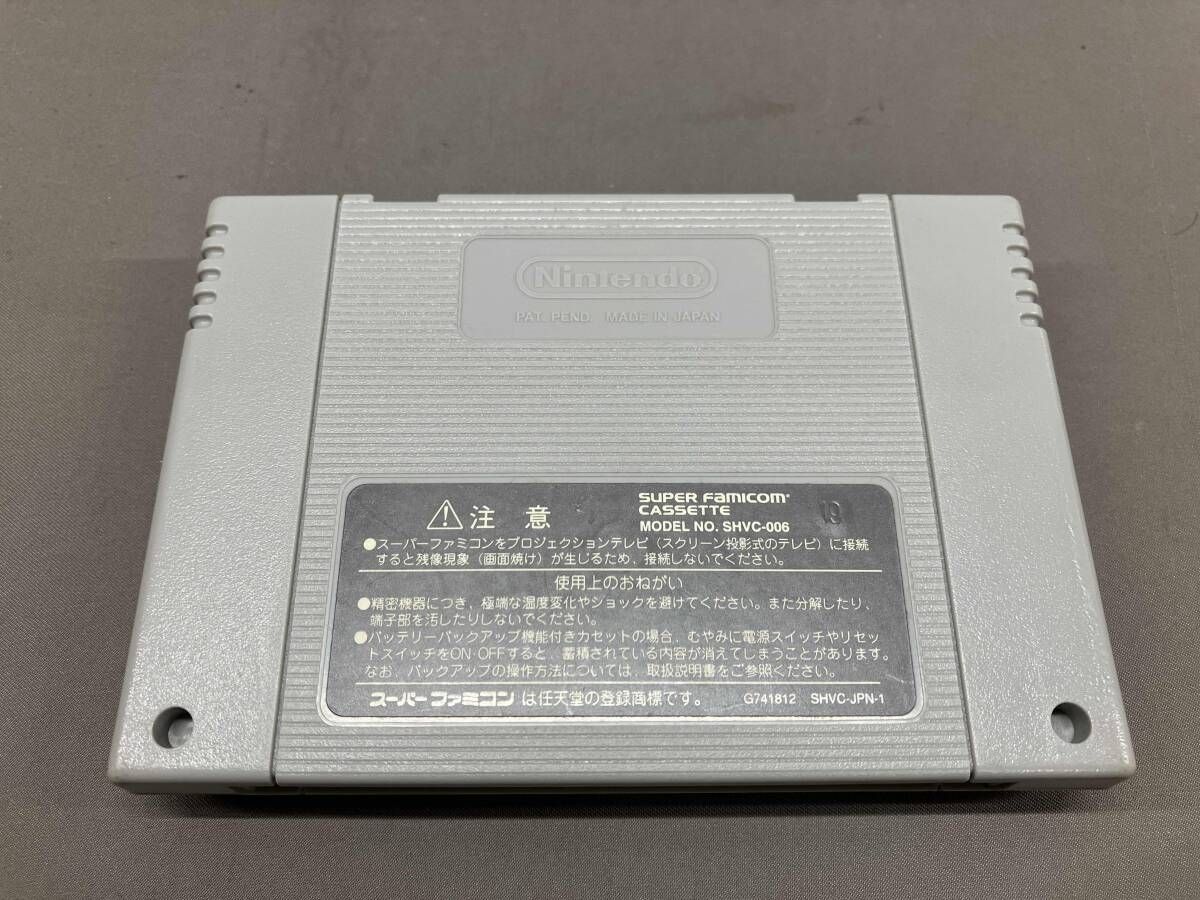 Nintendo
PAT. PEND. MADE IN JAPAN
⚠注 意
SUPER FAMICOM
CASSETTE
MODEL NO. SHVC-006
19
●スーパーファミコンをプロジェクションテレビ(スクリーン投影式のテレビ)に接続
すると残像現象(画面焼け)が生じるため、接続しないでください。
使用上のおねがい
●精密機器につき、極端な温度変化やショックを避けてください。また分解したり、
端子部を汚したりしないでください。
●バッテリーバックアップ機能付きカセットの場合、むやみに電源スイッチやリセッ
トスイッチをON·OFFすると、蓄積されている内容が消えてしまうことがあります。
なお、バックアップの操作方法については、取扱説明書をご参照ください。
スーパーファミコン は任天堂の登録商標です。 G741812 SHVC-JPN-1